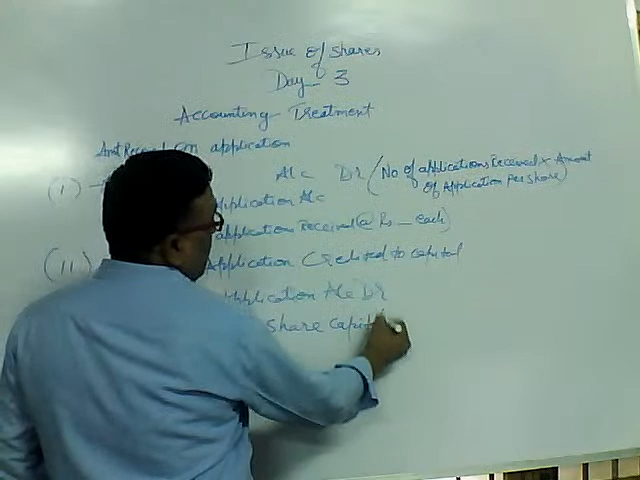 Issue of shares
Day- 3
Accounting Treatment
Amt Received on application
(I) A/c Dr (No of applications Received x Amount
of Application per share)
Application A/c
application Received @ Rs _ each)
(II) Application Credited to capital
Application A/c Dr
share capit